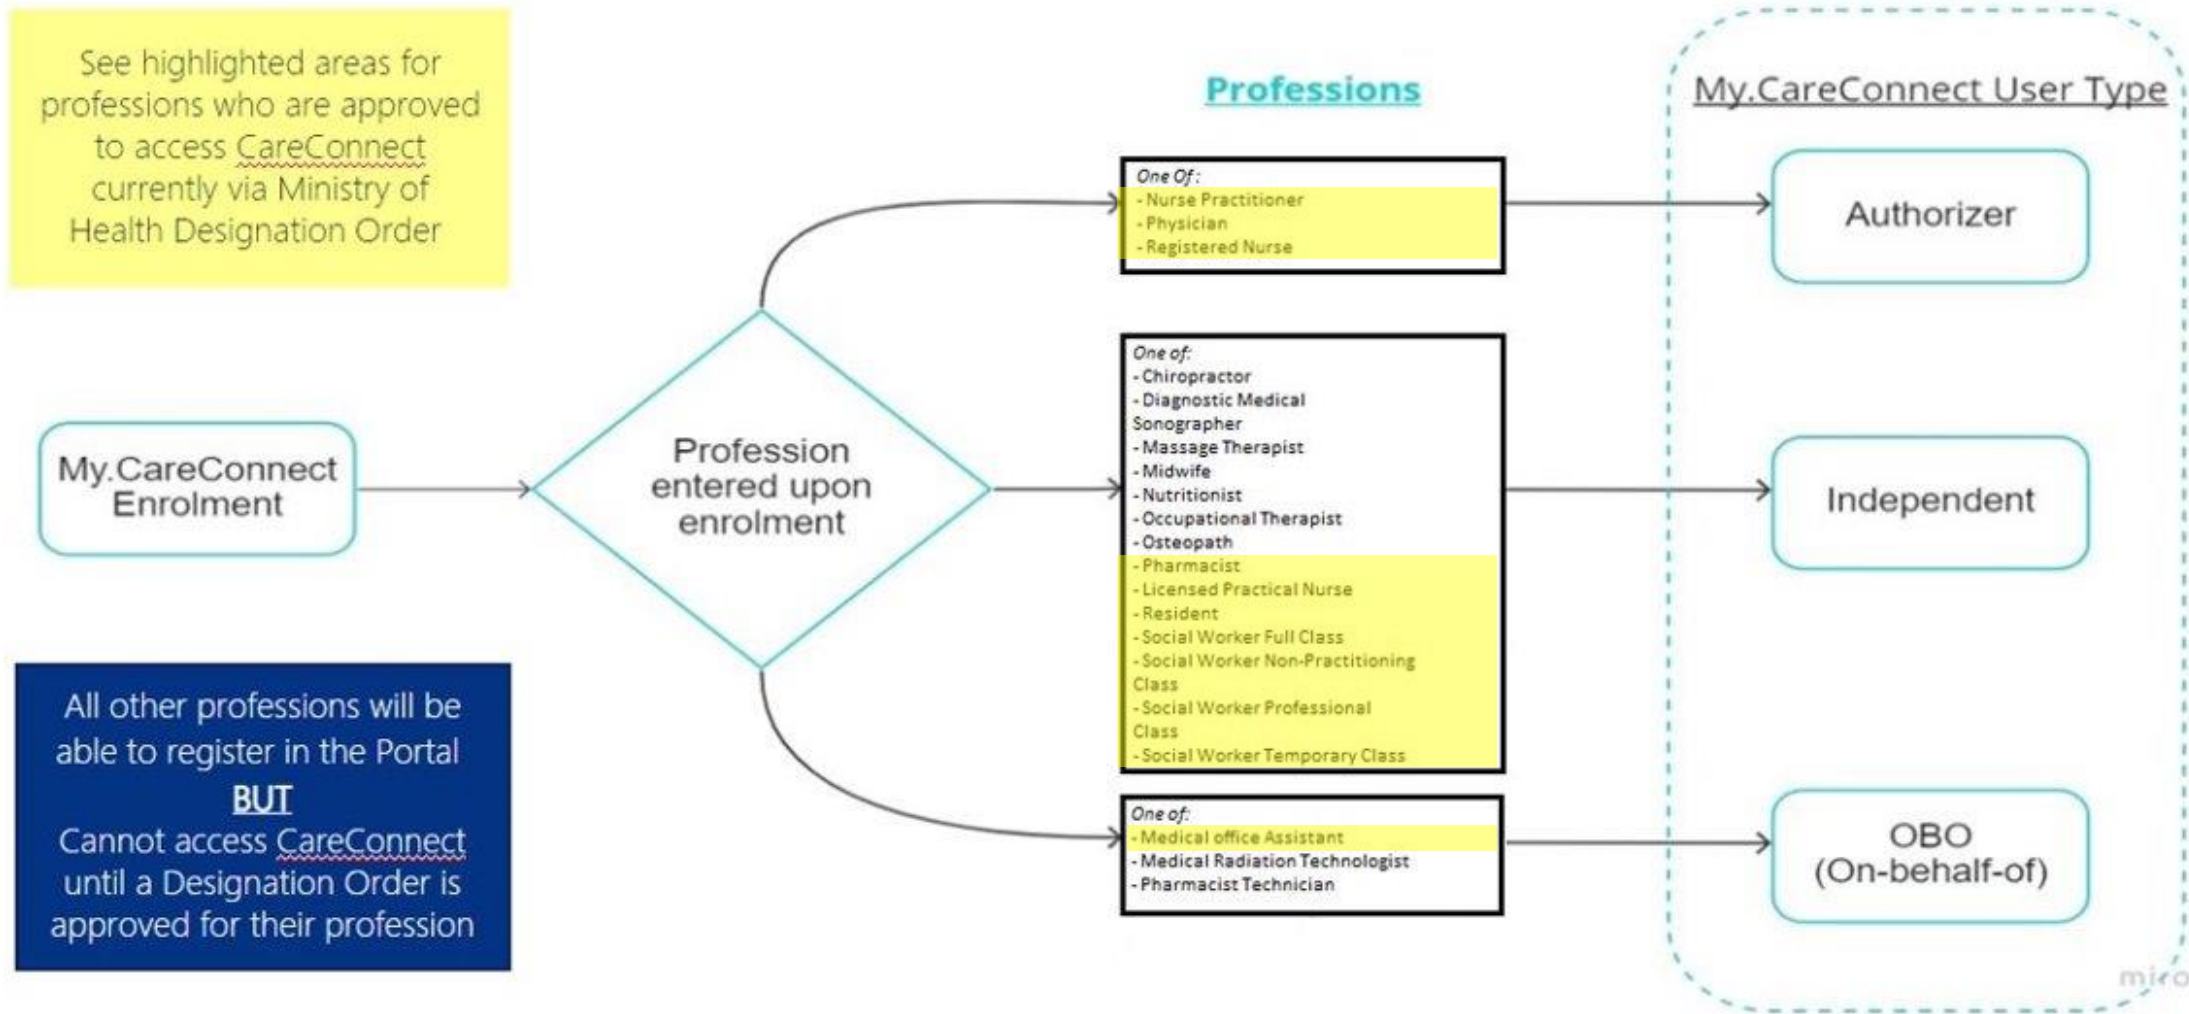 See highlighted areas for
professions who are approved
to access CareConnect
currently via Ministry of
Health Designation Order
My.CareConnect
Enrolment
All other professions will be
able to register in the Portal
BUT
Cannot access CareConnect
until a Designation Order is
approved for their profession
Profession
entered upon
enrolment
Professions
One Of:
- Nurse Practitioner
- Physician
- Registered Nurse
One of:
- Chiropractor
- Diagnostic Medical
Sonographer
- Massage Therapist
- Midwife
- Nutritionist
- Occupational Therapist
- Osteopath
- Pharmacist
- Licensed Practical Nurse
- Resident
- Social Worker Full Class
- Social Worker Non-Practitioning
Class
- Social Worker Professional
Class
- Social Worker Temporary Class
One of:
- Medical office Assistant
- Medical Radiation Technologist
- Pharmacist Technician
My.CareConnect User Type
Authorizer
Independent
OBO
(On-behalf-of)
miro